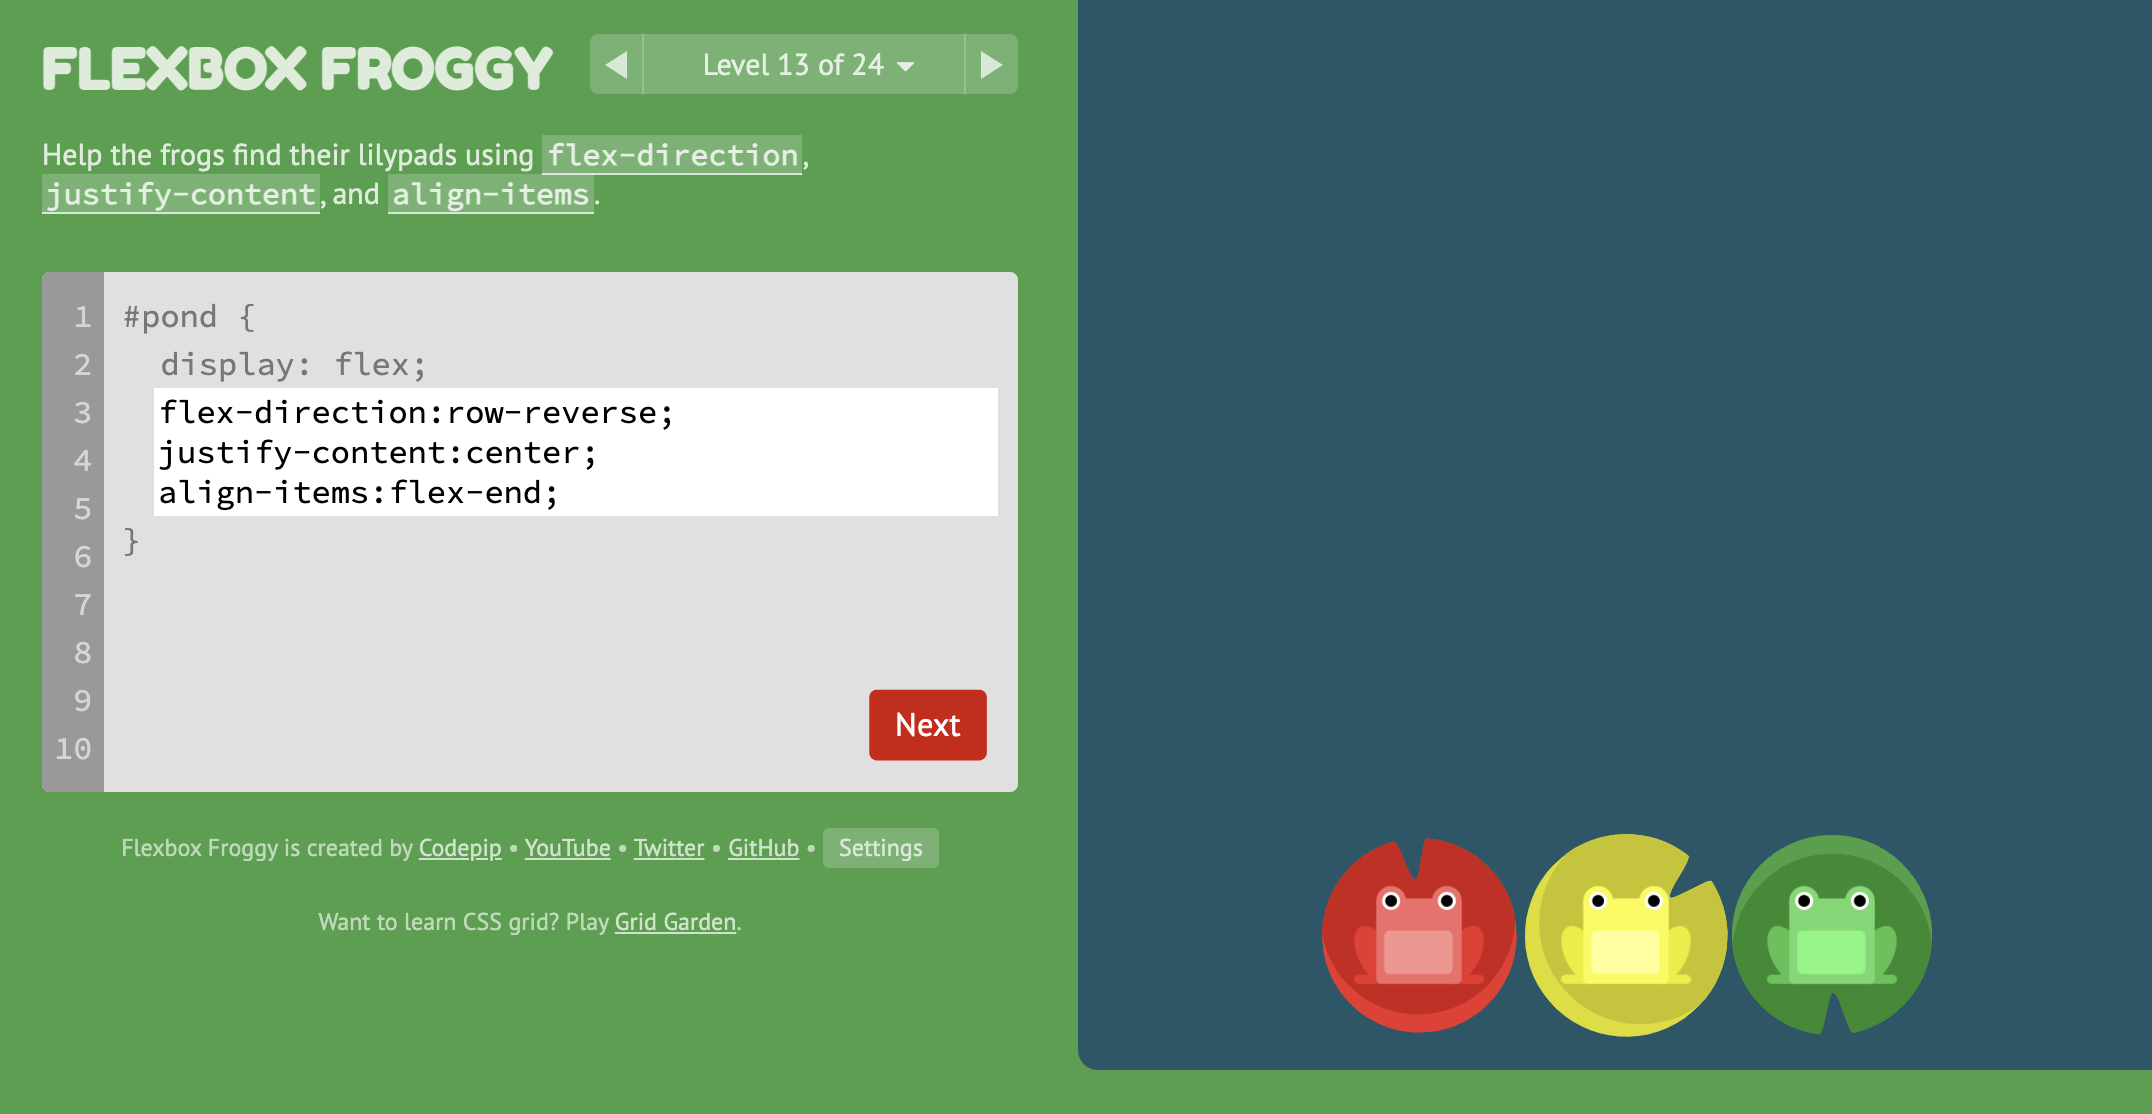 FLEXBOX FROGGY
Level 13 of 24
Help the frogs find their lilypads using flex-direction,
justify-content, and align-items.
1 #pond {
2 display: flex;
3 flex-direction:row-reverse;
4 justify-content:center;
5 align-items:flex-end;
6 }
7
8
9
10
Next
Flexbox Froggy is created by Codepip • YouTube • Twitter • GitHub • Settings
Want to learn CSS grid? Play Grid Garden.